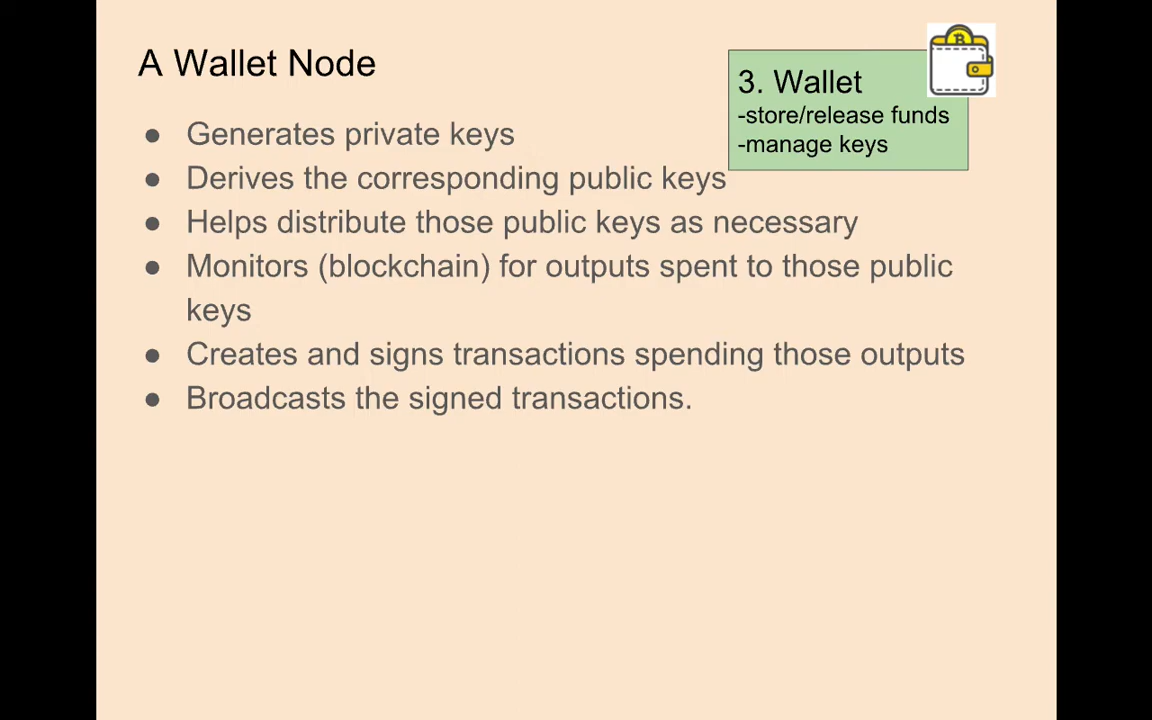 A Wallet Node
3. Wallet
-store/release funds
-manage keys
● Generates private keys
● Derives the corresponding public keys
● Helps distribute those public keys as necessary
● Monitors (blockchain) for outputs spent to those public
keys
● Creates and signs transactions spending those outputs
● Broadcasts the signed transactions.